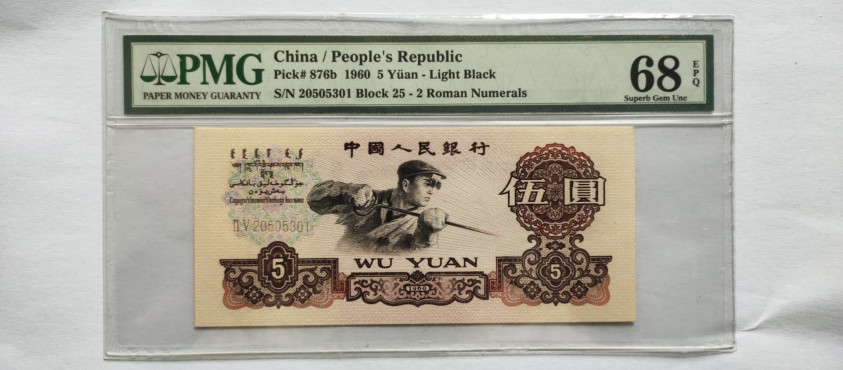 PMG
PAPER MONEY GUARANTY
China / People's Republic
Pick# 876b 1960 5 Yüan - Light Black
S/N 20505301 Block 25 - 2 Roman Numerals
68 EPQ
Superb Gem Unc
中國人民銀行
伍圓
II V 20505301
5
WU YUAN
1960
5